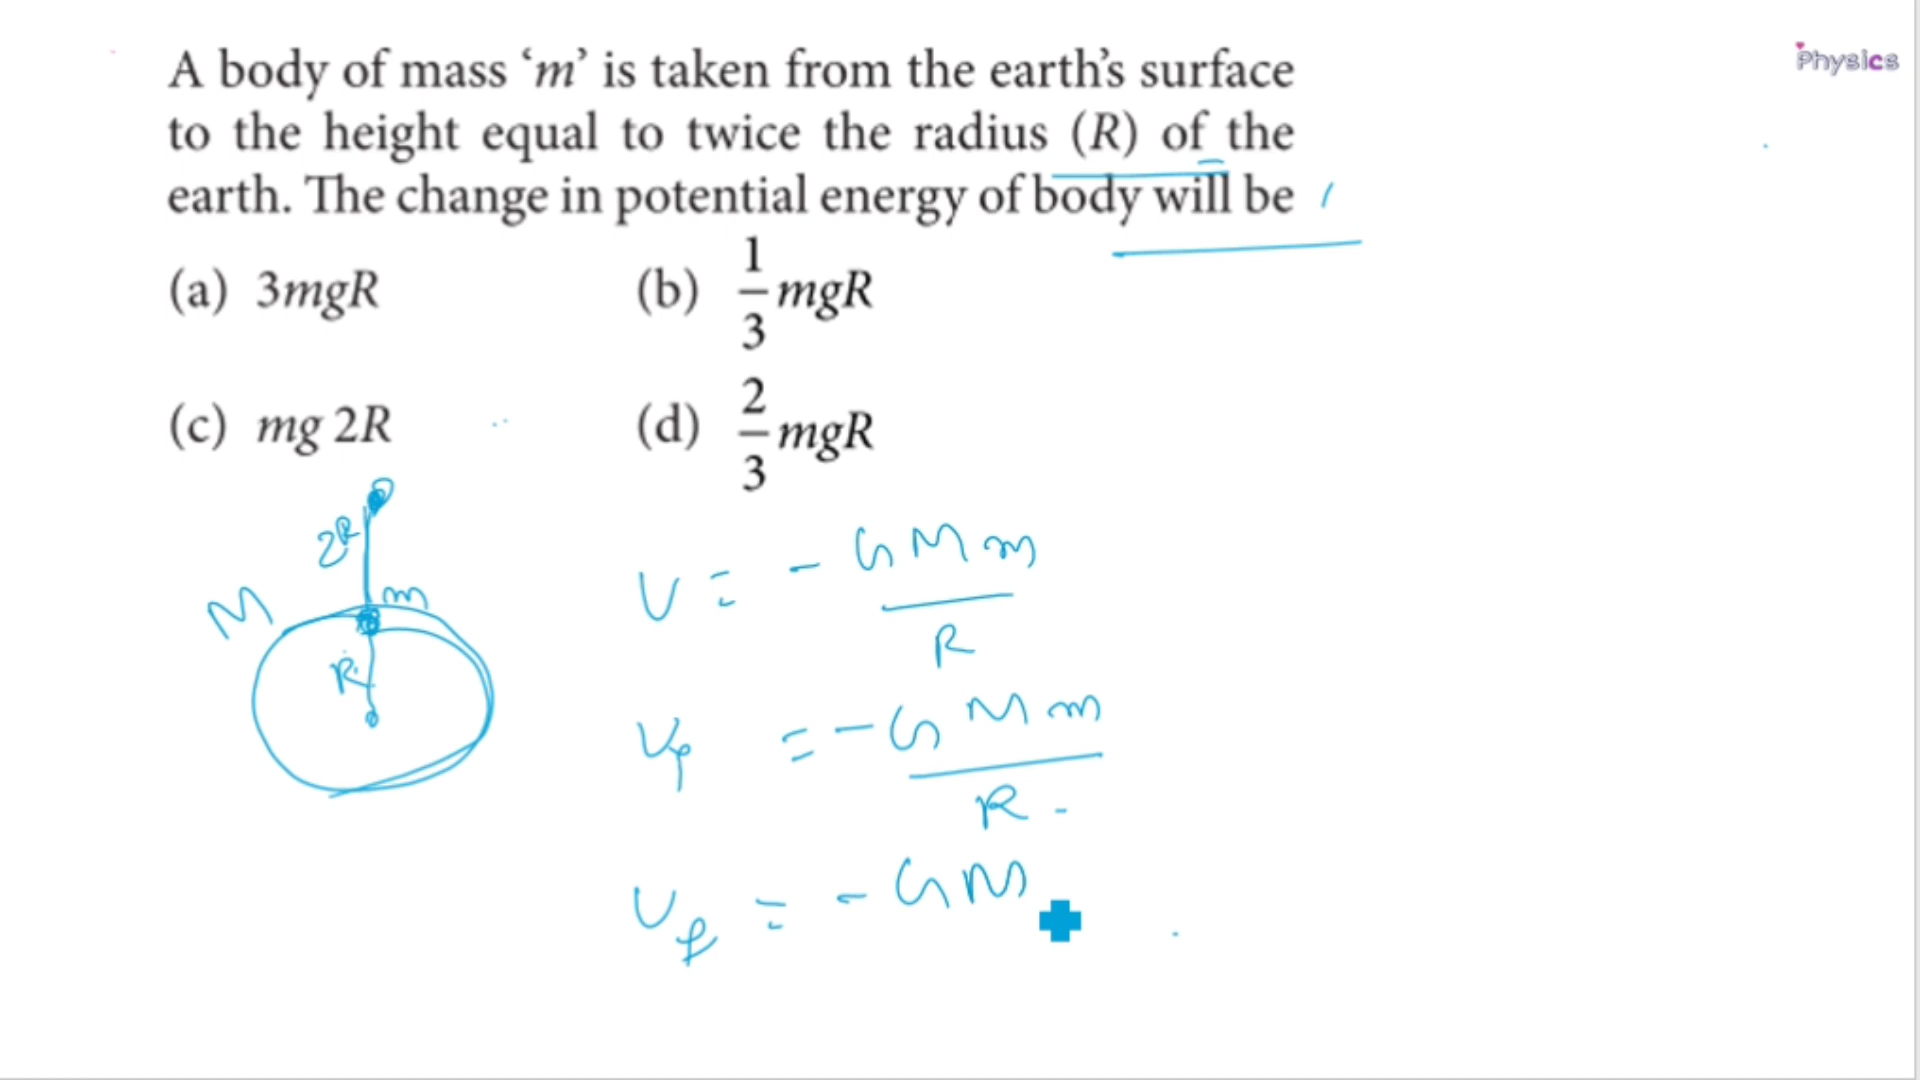 Physics
A body of mass ‘m’ is taken from the earth’s surface
to the height equal to twice the radius (R) of the
earth. The change in potential energy of body will be
(a) 3mgR (b) 1/3 mgR
(c) mg 2R (d) 2/3 mgR
2R
M m
R
U = - GMm / R
Ui = - GMm / R
Uf = - GM